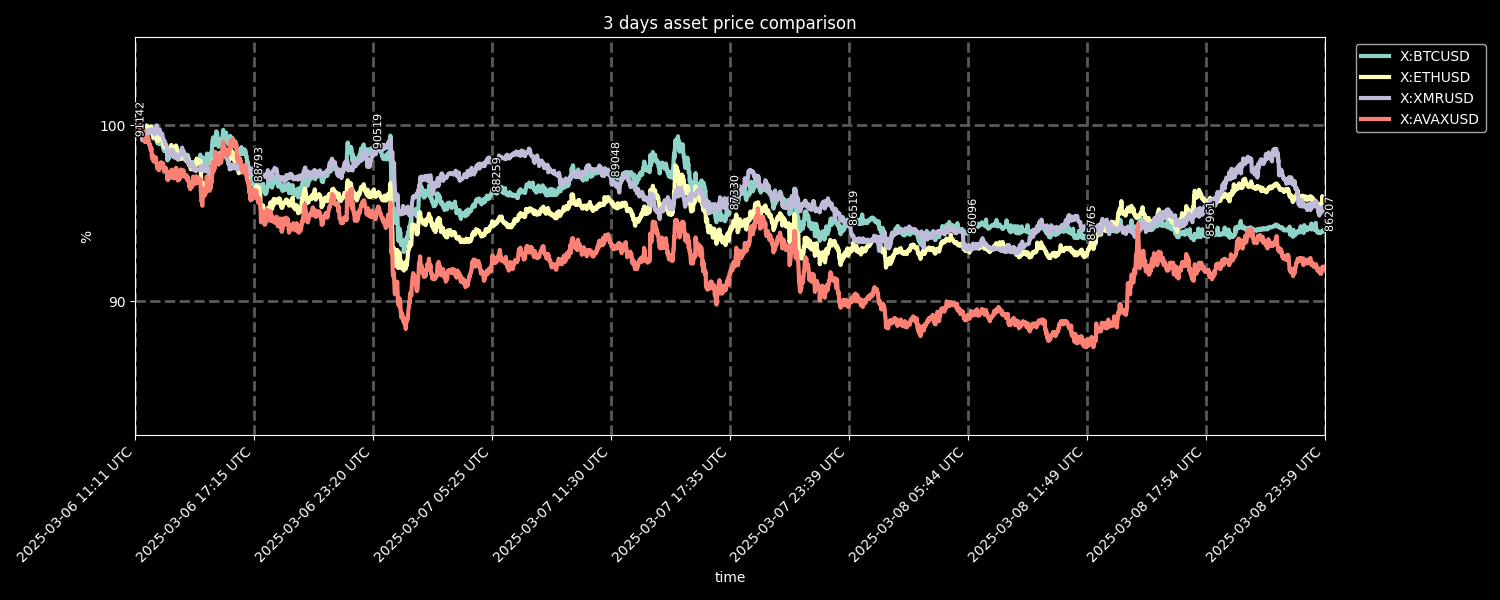 3 days asset price comparison
X:BTCUSD
X:ETHUSD
X:XMRUSD
X:AVAXUSD
100
90
%
91142
88793
90519
88259
89048
87330
86519
86096
85765
85961
86207
2025-03-06 11:11 UTC
2025-03-06 17:15 UTC
2025-03-06 23:20 UTC
2025-03-07 05:25 UTC
2025-03-07 11:30 UTC
2025-03-07 17:35 UTC
2025-03-07 23:39 UTC
2025-03-08 05:44 UTC
2025-03-08 11:49 UTC
2025-03-08 17:54 UTC
2025-03-08 23:59 UTC
time